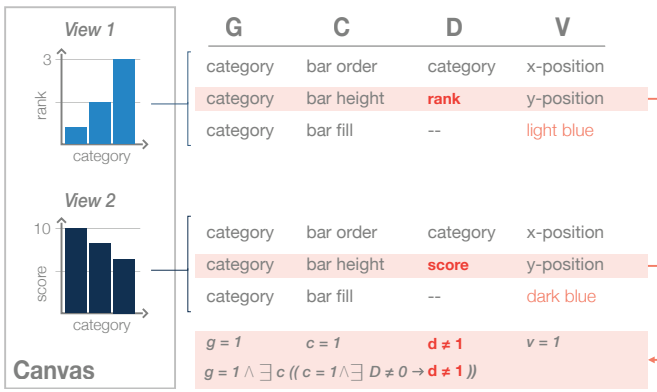 View 1
3
rank
category
G C D V
category bar order category x-position
category bar height rank y-position
category bar fill -- light blue
View 2
10
score
category
category bar order category x-position
category bar height score y-position
category bar fill -- dark blue
g = 1 c = 1 d ≠ 1 v = 1
g = 1 ∧ ∃ c (( c = 1 ∧ ∃ D ≠ 0 → d ≠ 1 ))
Canvas